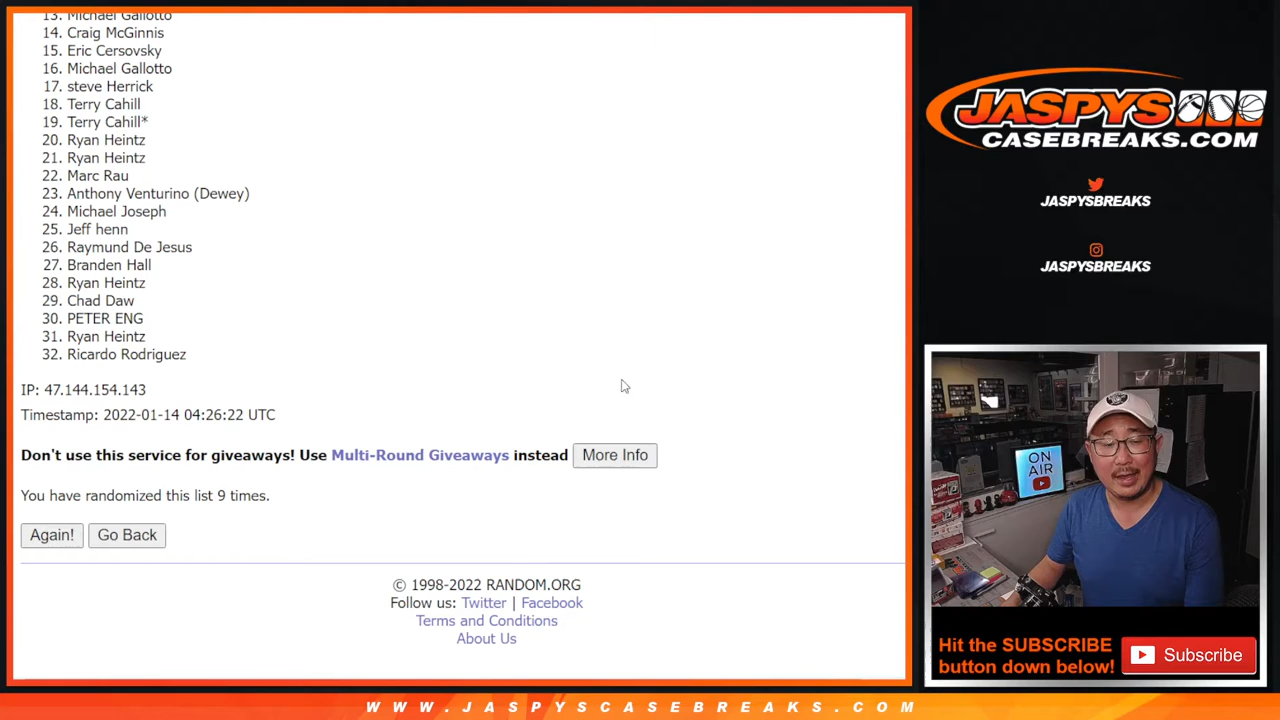 13. Michael Gallotto
14. Craig McGinnis
15. Eric Cersovsky
16. Michael Gallotto
17. steve Herrick
18. Terry Cahill
19. Terry Cahill*
20. Ryan Heintz
21. Ryan Heintz
22. Marc Rau
23. Anthony Venturino (Dewey)
24. Michael Joseph
25. Jeff henn
26. Raymund De Jesus
27. Branden Hall
28. Ryan Heintz
29. Chad Daw
30. PETER ENG
31. Ryan Heintz
32. Ricardo Rodriguez
IP: 47.144.154.143
Timestamp: 2022-01-14 04:26:22 UTC
Don't use this service for giveaways! Use Multi-Round Giveaways instead More Info
You have randomized this list 9 times.
Again! Go Back
© 1998-2022 RANDOM.ORG
Follow us: Twitter | Facebook
Terms and Conditions
About Us
JASPYS
CASEBREAKS.COM
JASPYSBREAKS
JASPYSBREAKS
ON
AIR
Hit the SUBSCRIBE
button down below!
Subscribe
WWW.JASPYSCASEBREAKS.COM